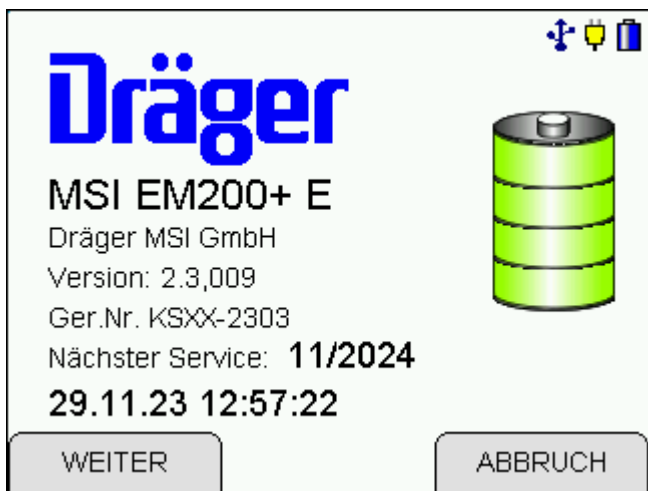 Dräger
MSI EM200+ E
Dräger MSI GmbH
Version: 2.3,009
Ger.Nr. KSXX-2303
Nächster Service: 11/2024
29.11.23 12:57:22
WEITER
ABBRUCH